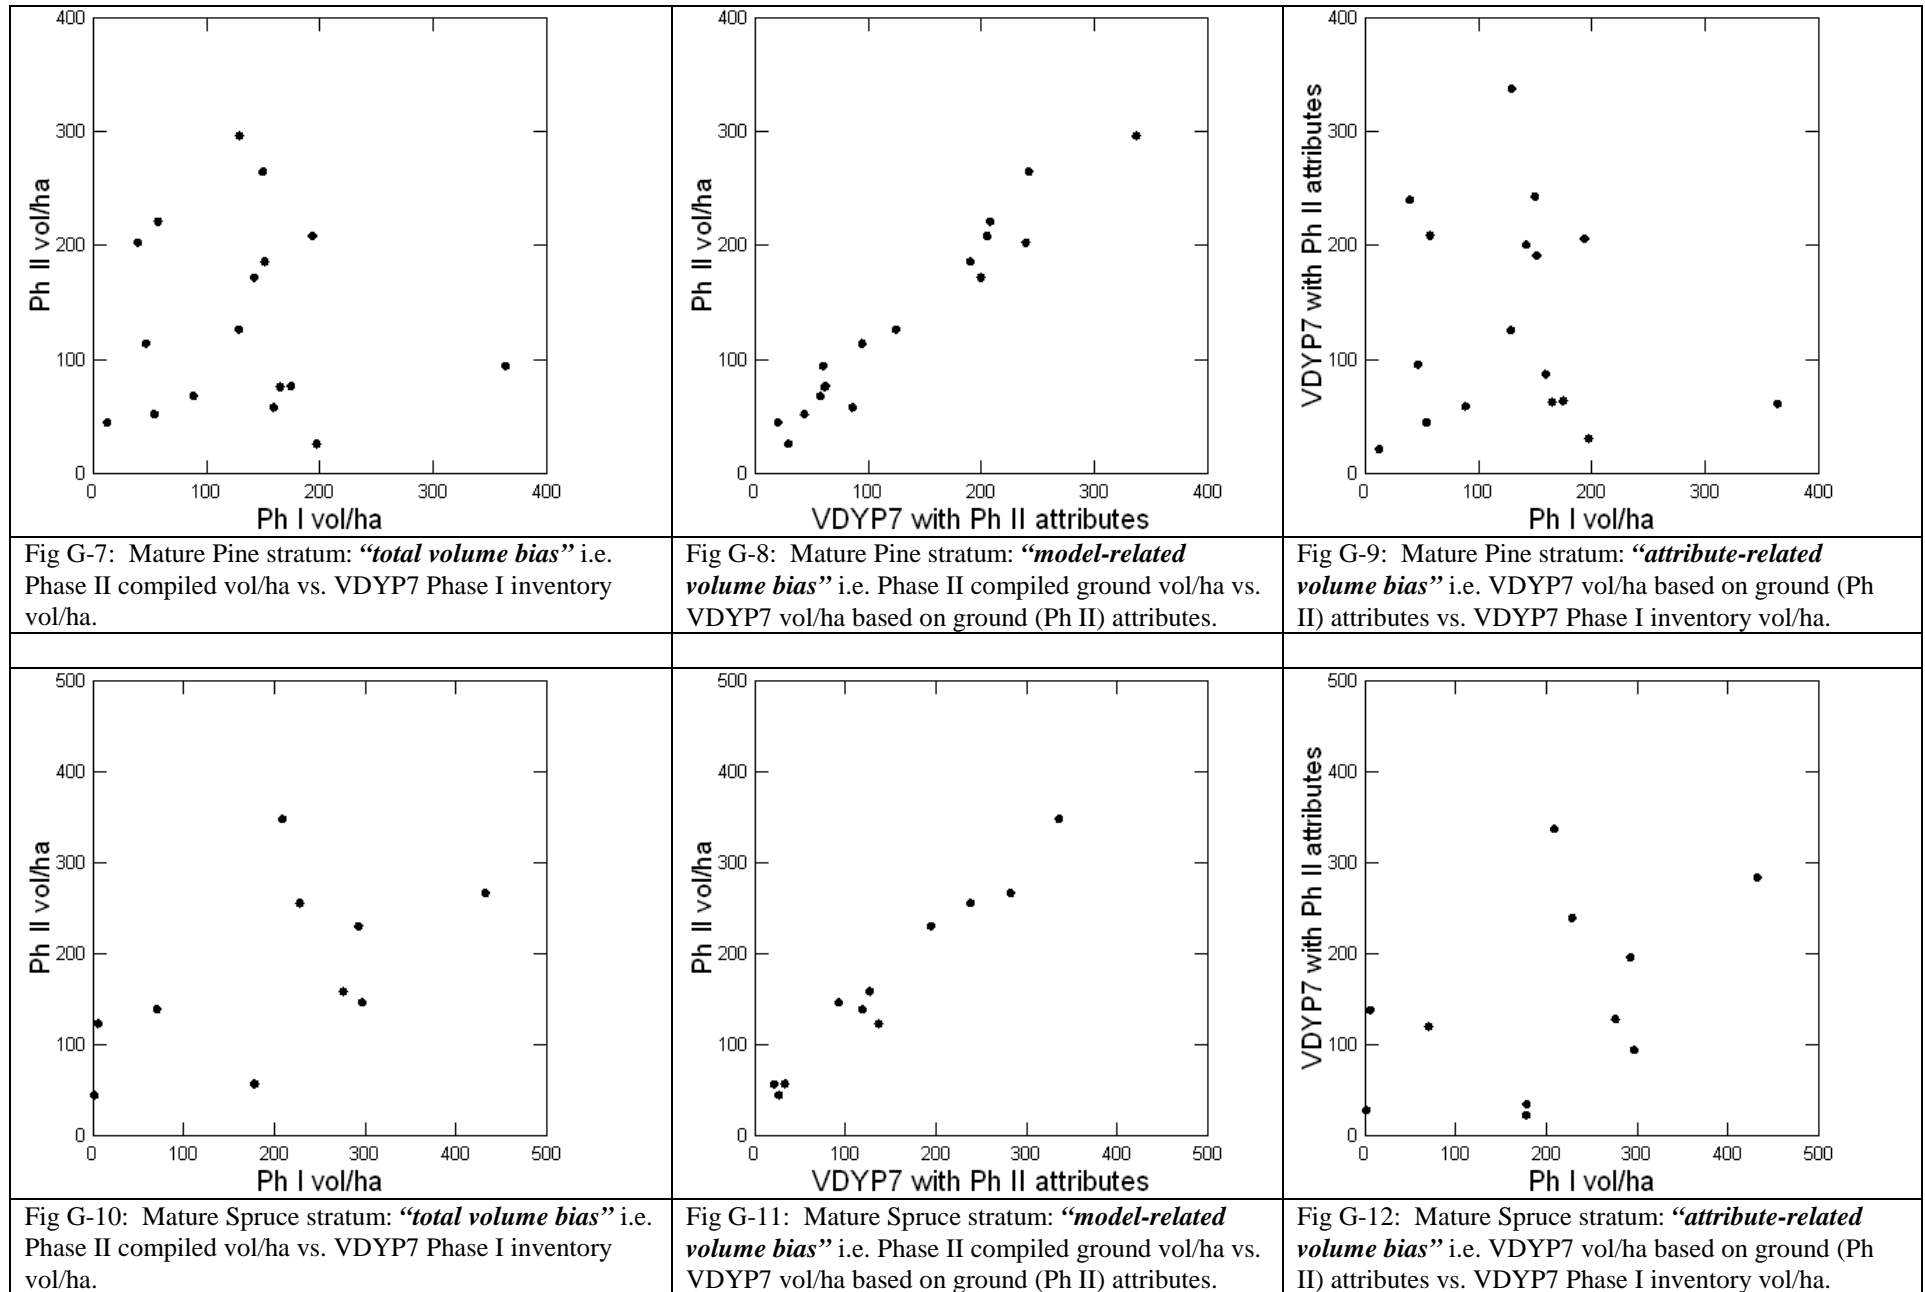 400
300
200
100
0
Ph II vol/ha
0 100 200 300 400
Ph I vol/ha
Fig G-7: Mature Pine stratum: “total volume bias” i.e.
Phase II compiled vol/ha vs. VDYP7 Phase I inventory
vol/ha.
400
300
200
100
0
Ph II vol/ha
0 100 200 300 400
VDYP7 with Ph II attributes
Fig G-8: Mature Pine stratum: “model-related
volume bias” i.e. Phase II compiled ground vol/ha vs.
VDYP7 vol/ha based on ground (Ph II) attributes.
400
300
200
100
0
VDYP7 with Ph II attributes
0 100 200 300 400
Ph I vol/ha
Fig G-9: Mature Pine stratum: “attribute-related
volume bias” i.e. VDYP7 vol/ha based on ground (Ph
II) attributes vs. VDYP7 Phase I inventory vol/ha.
500
400
300
200
100
0
Ph II vol/ha
0 100 200 300 400 500
Ph I vol/ha
Fig G-10: Mature Spruce stratum: “total volume bias” i.e.
Phase II compiled vol/ha vs. VDYP7 Phase I inventory
vol/ha.
500
400
300
200
100
0
Ph II vol/ha
0 100 200 300 400 500
VDYP7 with Ph II attributes
Fig G-11: Mature Spruce stratum: “model-related
volume bias” i.e. Phase II compiled ground vol/ha vs.
VDYP7 vol/ha based on ground (Ph II) attributes.
500
400
300
200
100
0
VDYP7 with Ph II attributes
0 100 200 300 400 500
Ph I vol/ha
Fig G-12: Mature Spruce stratum: “attribute-related
volume bias” i.e. VDYP7 vol/ha based on ground (Ph
II) attributes vs. VDYP7 Phase I inventory vol/ha.